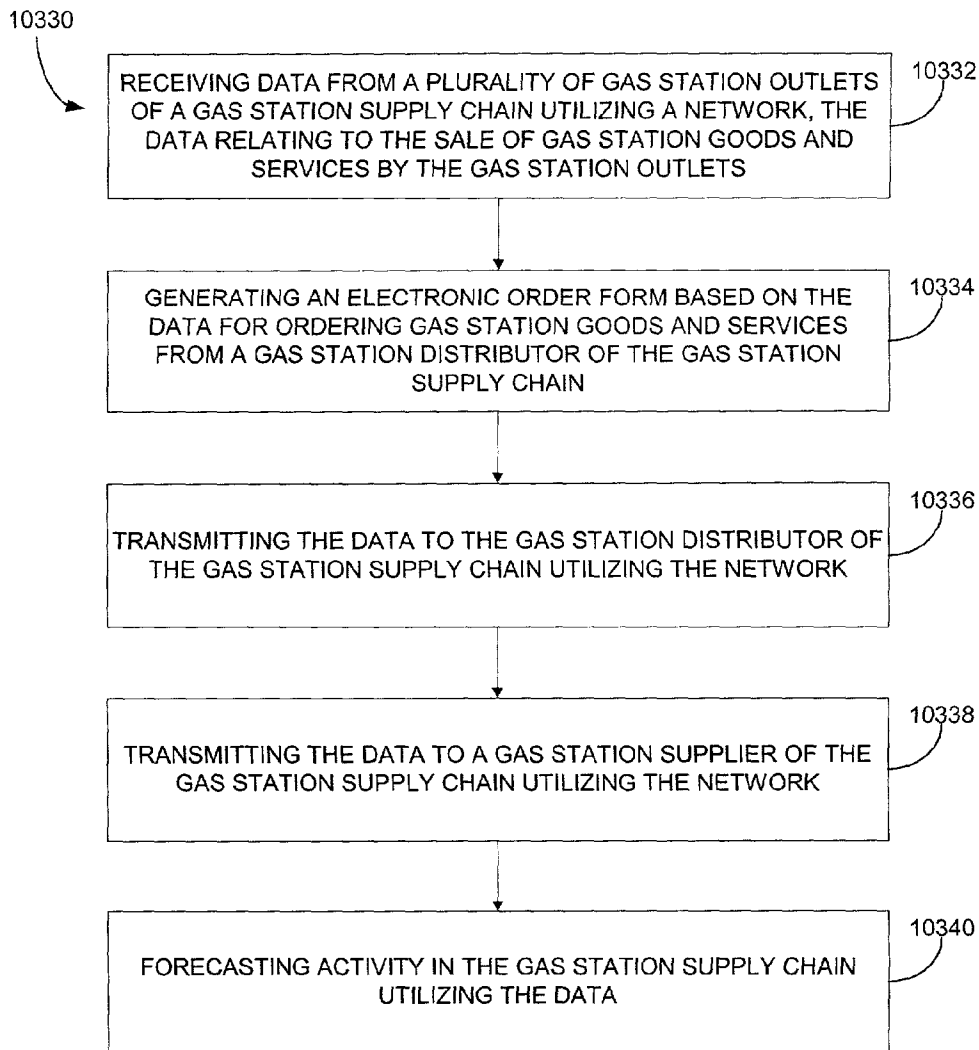 10330
10332
RECEIVING DATA FROM A PLURALITY OF GAS STATION OUTLETS
OF A GAS STATION SUPPLY CHAIN UTILIZING A NETWORK, THE
DATA RELATING TO THE SALE OF GAS STATION GOODS AND
SERVICES BY THE GAS STATION OUTLETS
10334
GENERATING AN ELECTRONIC ORDER FORM BASED ON THE
DATA FOR ORDERING GAS STATION GOODS AND SERVICES
FROM A GAS STATION DISTRIBUTOR OF THE GAS STATION
SUPPLY CHAIN
10336
TRANSMITTING THE DATA TO THE GAS STATION DISTRIBUTOR OF
THE GAS STATION SUPPLY CHAIN UTILIZING THE NETWORK
10338
TRANSMITTING THE DATA TO A GAS STATION SUPPLIER OF THE
GAS STATION SUPPLY CHAIN UTILIZING THE NETWORK
10340
FORECASTING ACTIVITY IN THE GAS STATION SUPPLY CHAIN
UTILIZING THE DATA